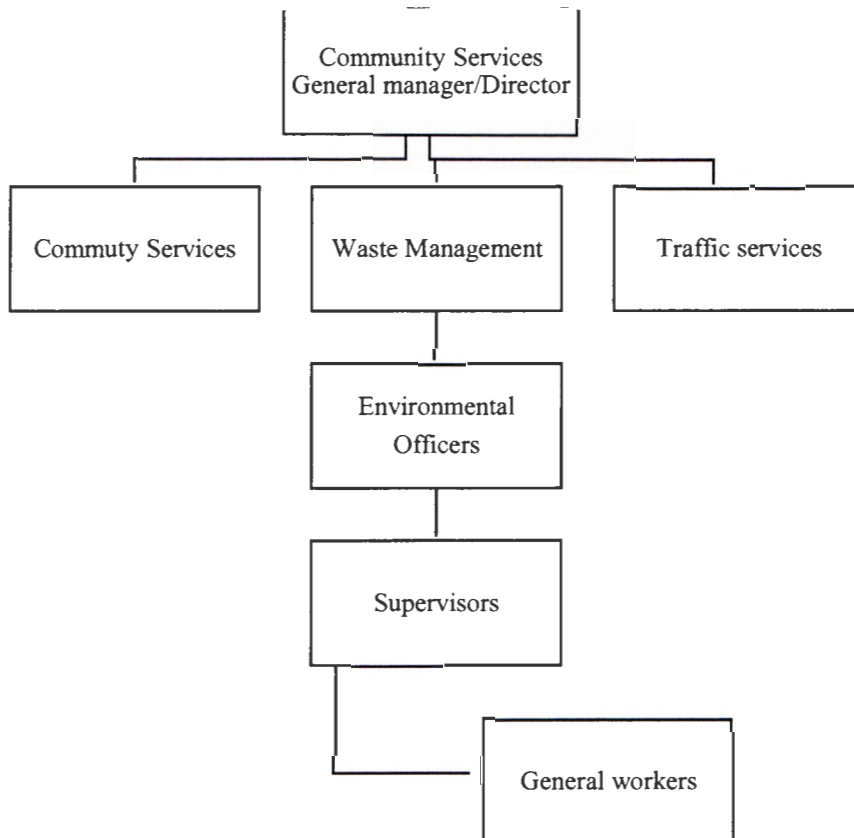 Community Services
General manager/Director
Commuty Services
Waste Management
Traffic services
Environmental
Officers
Supervisors
General workers